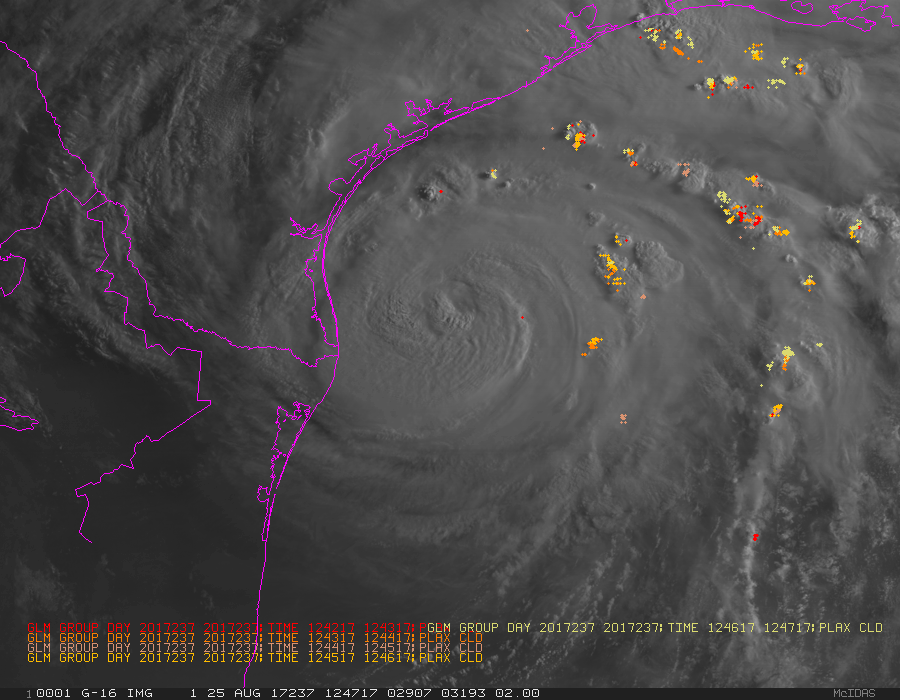 GLM GROUP DAY 2017237 2017237; TIME 124217 124317; GLM GROUP DAY 2017237 2017237; TIME 124617 124717; PLAX CLD
GLM GROUP DAY 2017237 2017237; TIME 124317 124417; PLAX CLD
GLM GROUP DAY 2017237 2017237; TIME 124417 124517; PLAX CLD
GLM GROUP DAY 2017237 2017237; TIME 124517 124617; PLAX CLD
1 0001 G-16 IMG 1 25 AUG 17237 124717 02907 03193 02.00 McIDAS